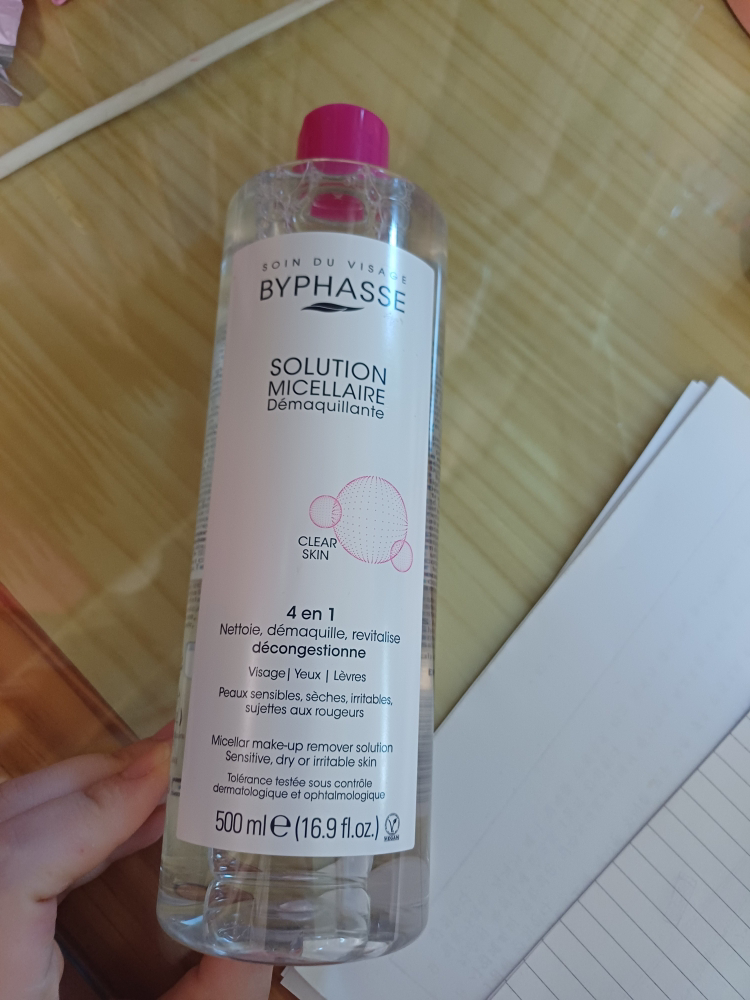 SOIN DU VISAGE
BYPHASSE
SOLUTION
MICELLAIRE
Démaquillante
CLEAR
SKIN
4 en 1
Nettoie, démaquille, revitalise
décongestionne
Visage | Yeux | Lèvres
Peaux sensibles, sèches, irritables,
sujettes aux rougeurs
Micellar make-up remover solution
Sensitive, dry or irritable skin
Tolérance testée sous contrôle
dermatologique et ophtalmologique
500 ml e (16.9 fl.oz.)
VEGAN